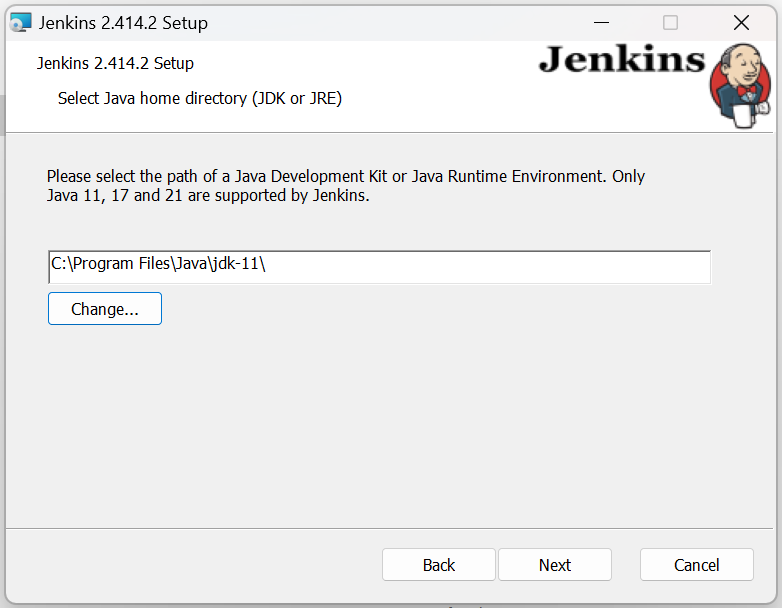 Jenkins 2.414.2 Setup
Jenkins 2.414.2 Setup
Jenkins
Select Java home directory (JDK or JRE)
Please select the path of a Java Development Kit or Java Runtime Environment. Only
Java 11, 17 and 21 are supported by Jenkins.
C:\Program Files\Java\jdk-11\
Change...
Back
Next
Cancel